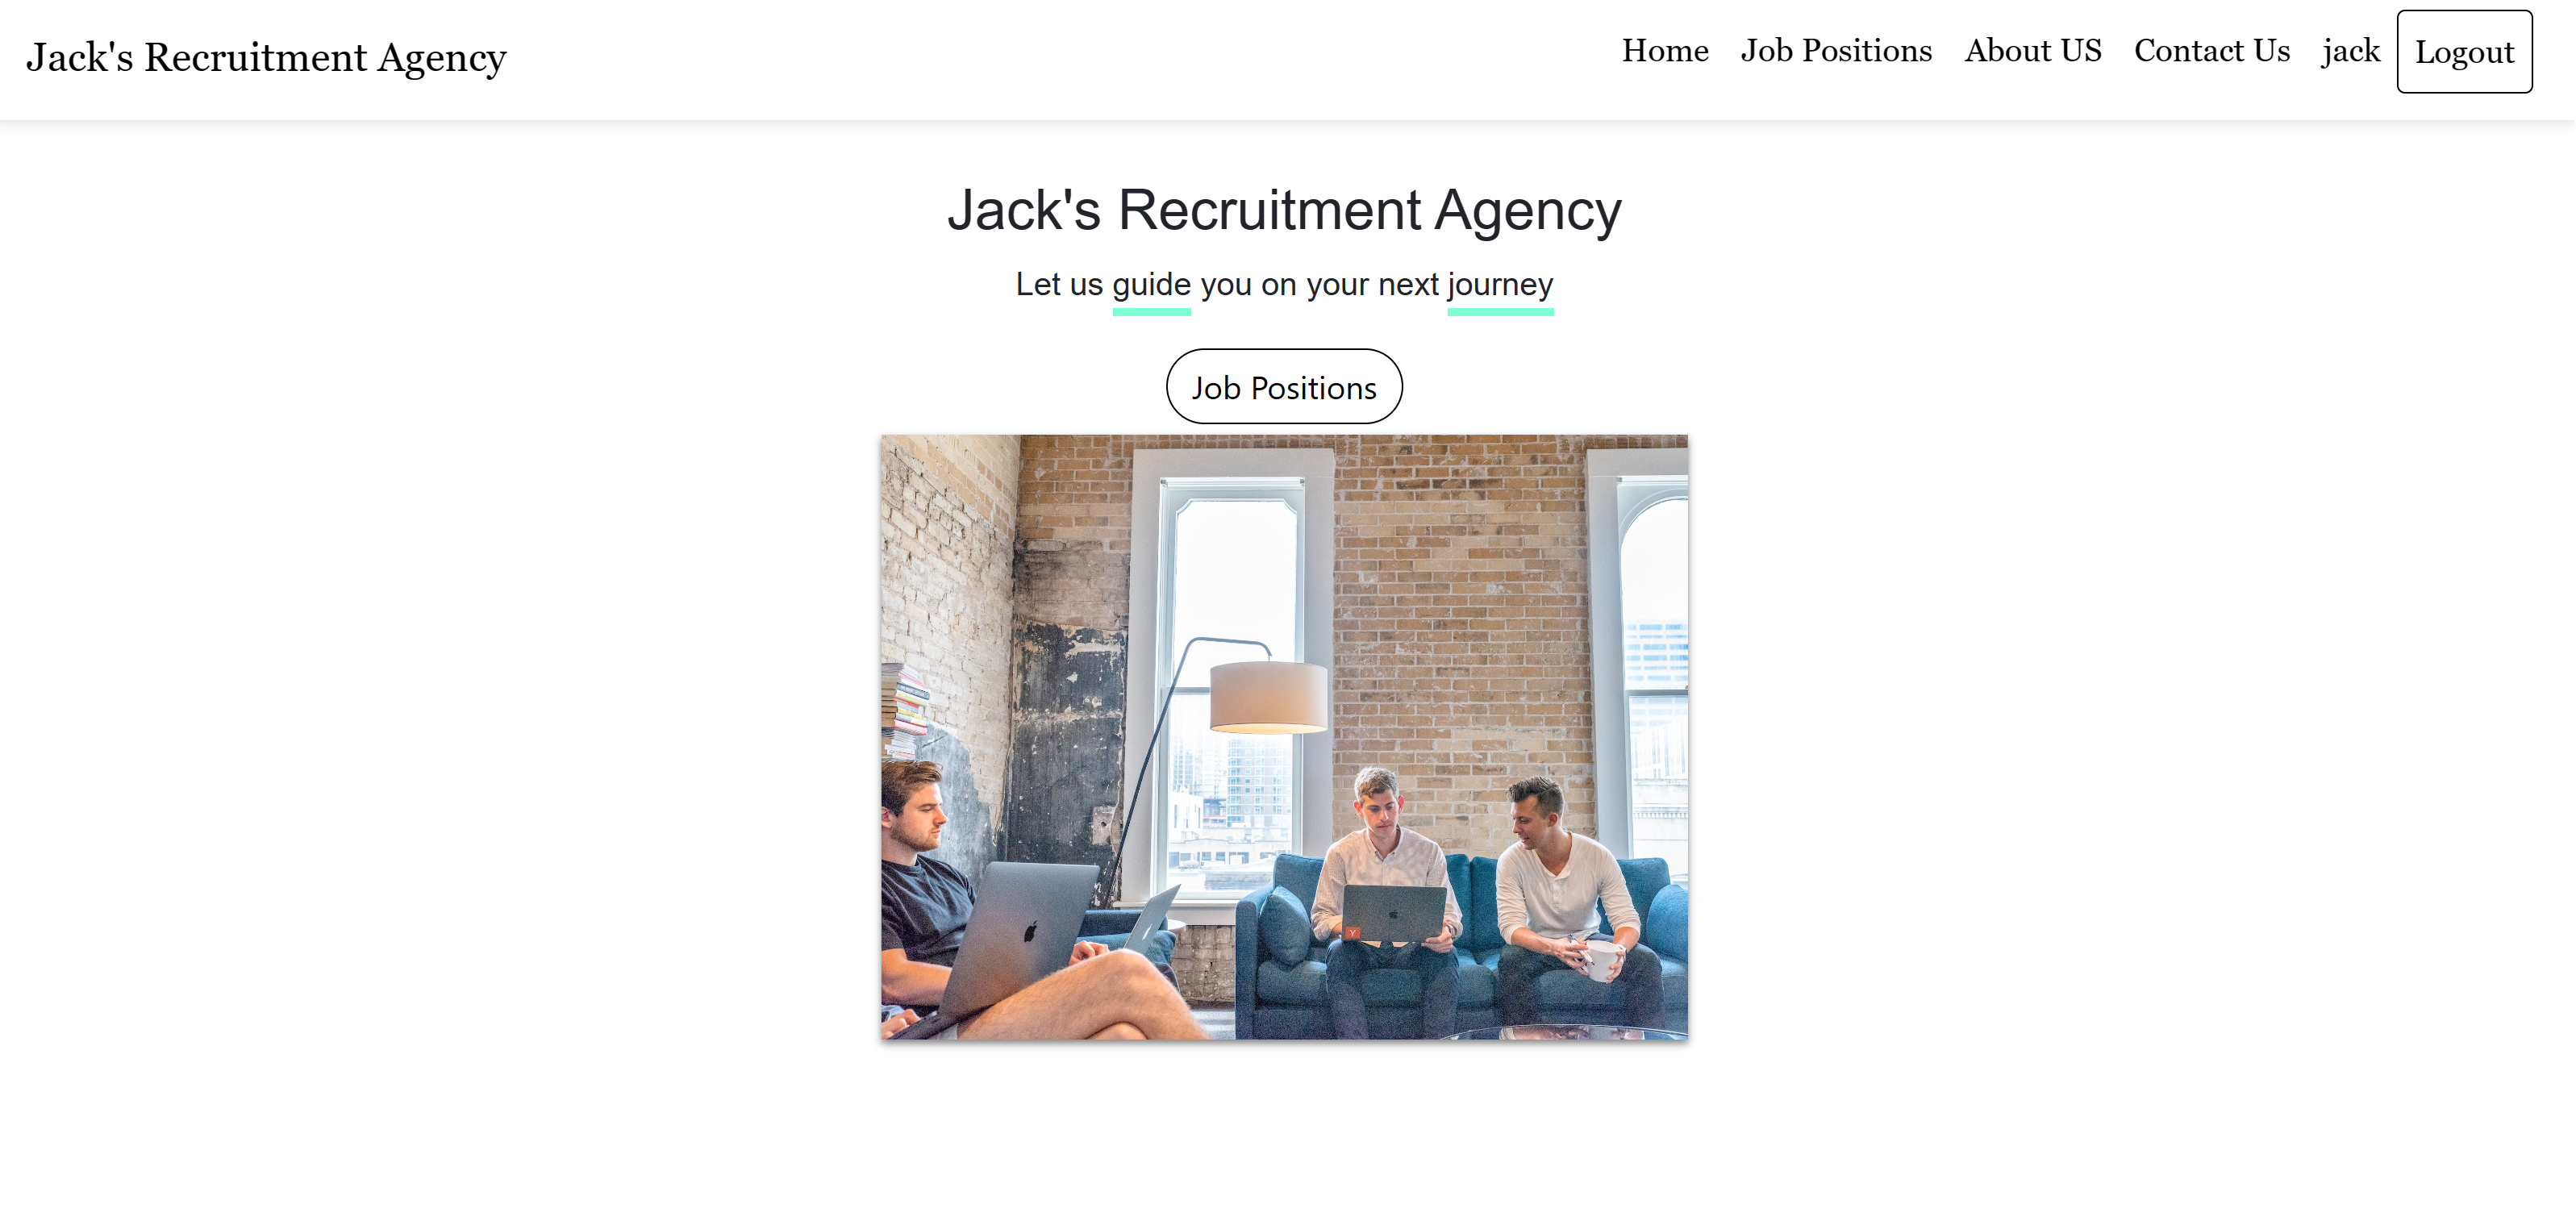 Jack's Recruitment Agency
Home Job Positions About US Contact Us jack Logout
Jack's Recruitment Agency
Let us guide you on your next journey
Job Positions
Y